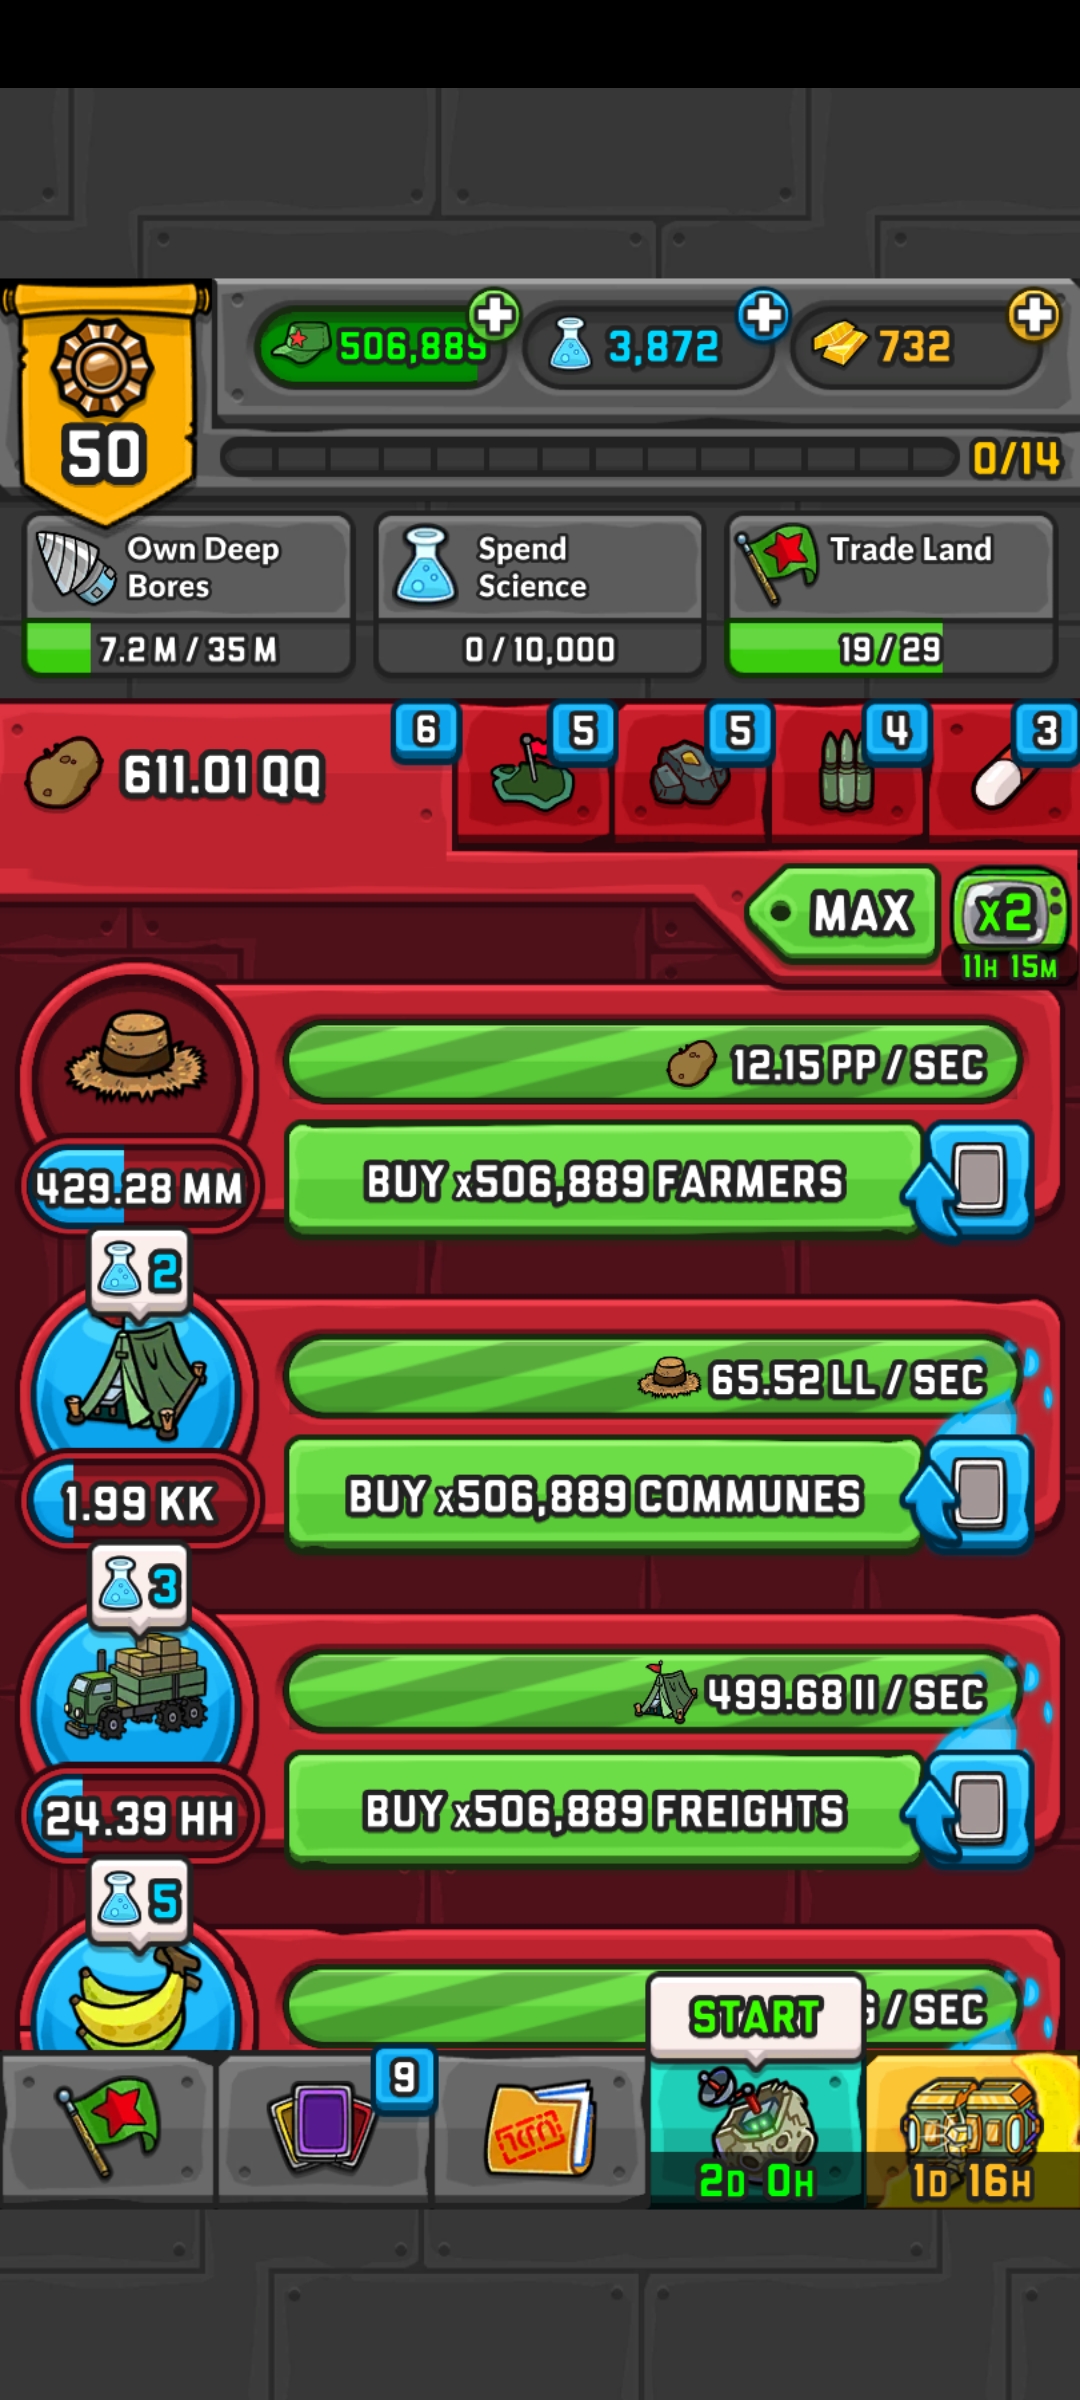 506,889
3,872
732
50
0/14
Own Deep
Bores
7.2 M / 35 M
Spend
Science
0 / 10,000
Trade Land
19 / 29
611.01 QQ
6
5
5
4
3
MAX
x2
11H 15M
12.15 PP / SEC
BUY x506,889 FARMERS
429.28 MM
2
65.52 LL / SEC
BUY x506,889 COMMUNES
1.99 KK
3
499.68 II / SEC
BUY x506,889 FREIGHTS
24.39 HH
5
/ SEC
START
9
2D 0H
1D 16H